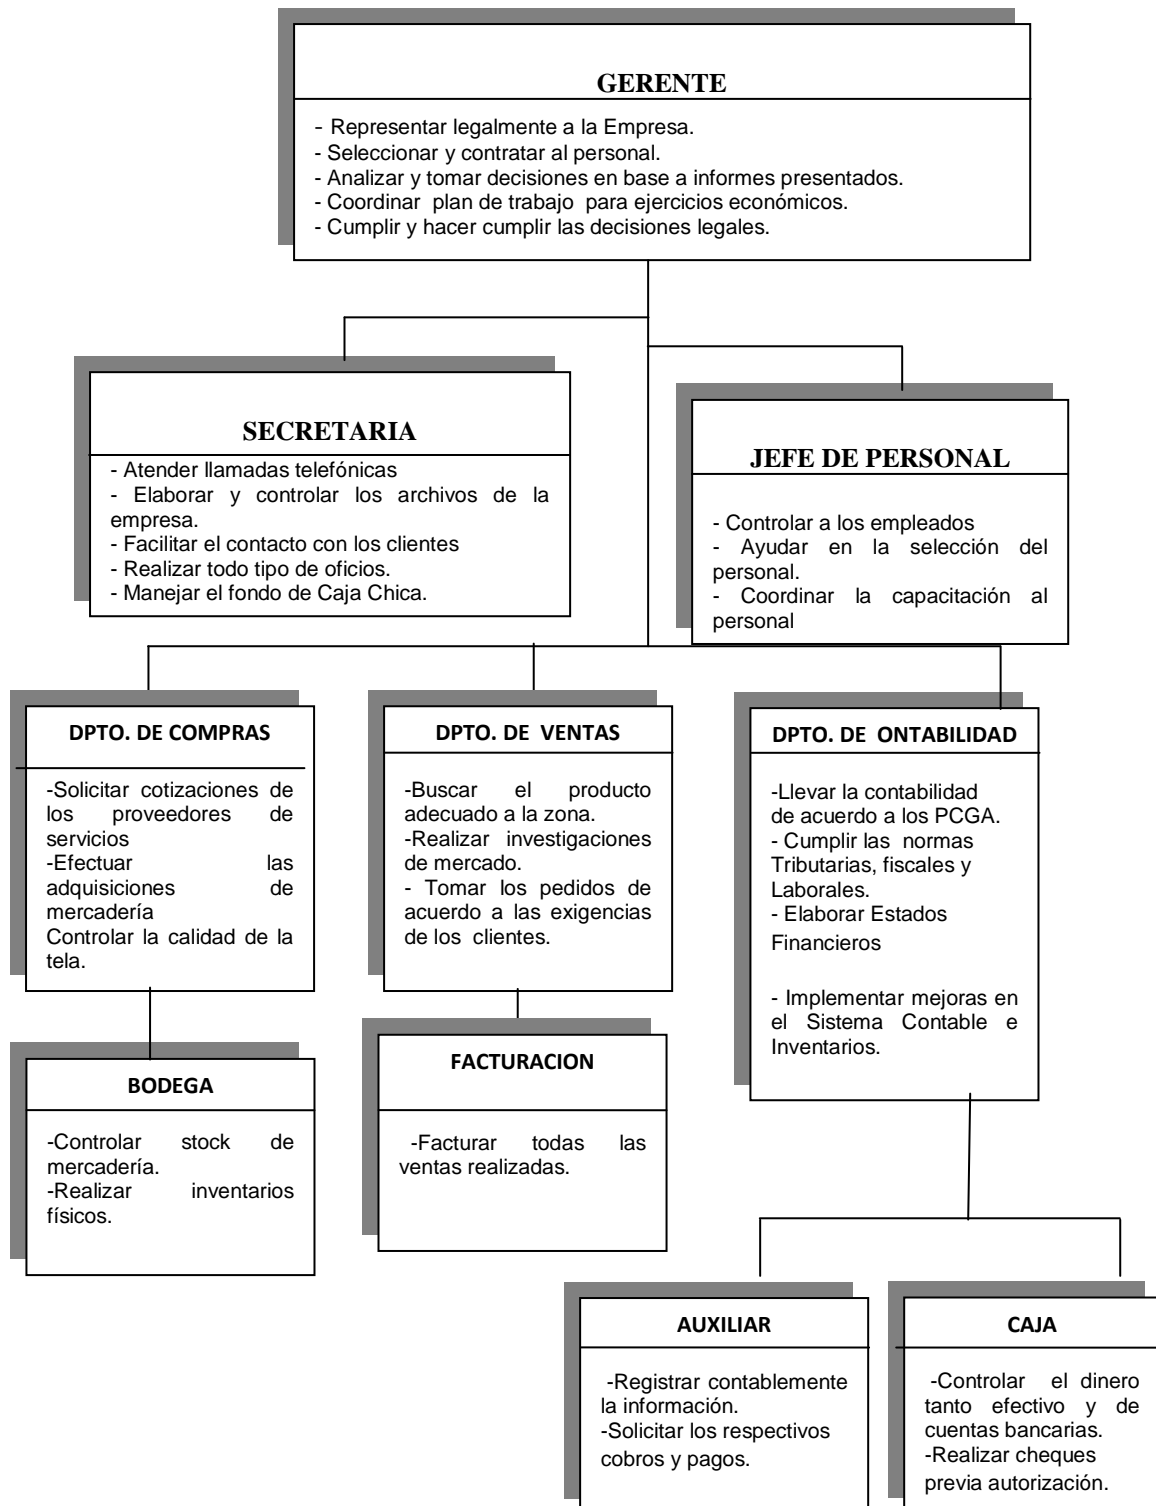 GERENTE
- Representar legalmente a la Empresa.
- Seleccionar y contratar al personal.
- Analizar y tomar decisiones en base a informes presentados.
- Coordinar plan de trabajo para ejercicios económicos.
- Cumplir y hacer cumplir las decisiones legales.
SECRETARIA
- Atender llamadas telefónicas
- Elaborar y controlar los archivos de la
empresa.
- Facilitar el contacto con los clientes
- Realizar todo tipo de oficios.
- Manejar el fondo de Caja Chica.
JEFE DE PERSONAL
- Controlar a los empleados
- Ayudar en la selección del
personal.
- Coordinar la capacitación al
personal
DPTO. DE COMPRAS
-Solicitar cotizaciones de
los proveedores de
servicios
-Efectuar las
adquisiciones de
mercadería
Controlar la calidad de la
tela.
DPTO. DE VENTAS
-Buscar el producto
adecuado a la zona.
-Realizar investigaciones
de mercado.
- Tomar los pedidos de
acuerdo a las exigencias
de los clientes.
DPTO. DE ONTABILIDAD
-Llevar la contabilidad
de acuerdo a los PCGA.
- Cumplir las normas
Tributarias, fiscales y
Laborales.
- Elaborar Estados
Financieros
- Implementar mejoras en
el Sistema Contable e
Inventarios.
BODEGA
-Controlar stock de
mercadería.
-Realizar inventarios
físicos.
FACTURACION
-Facturar todas las
ventas realizadas.
AUXILIAR
-Registrar contablemente
la información.
-Solicitar los respectivos
cobros y pagos.
CAJA
-Controlar el dinero
tanto efectivo y de
cuentas bancarias.
-Realizar cheques
previa autorización.